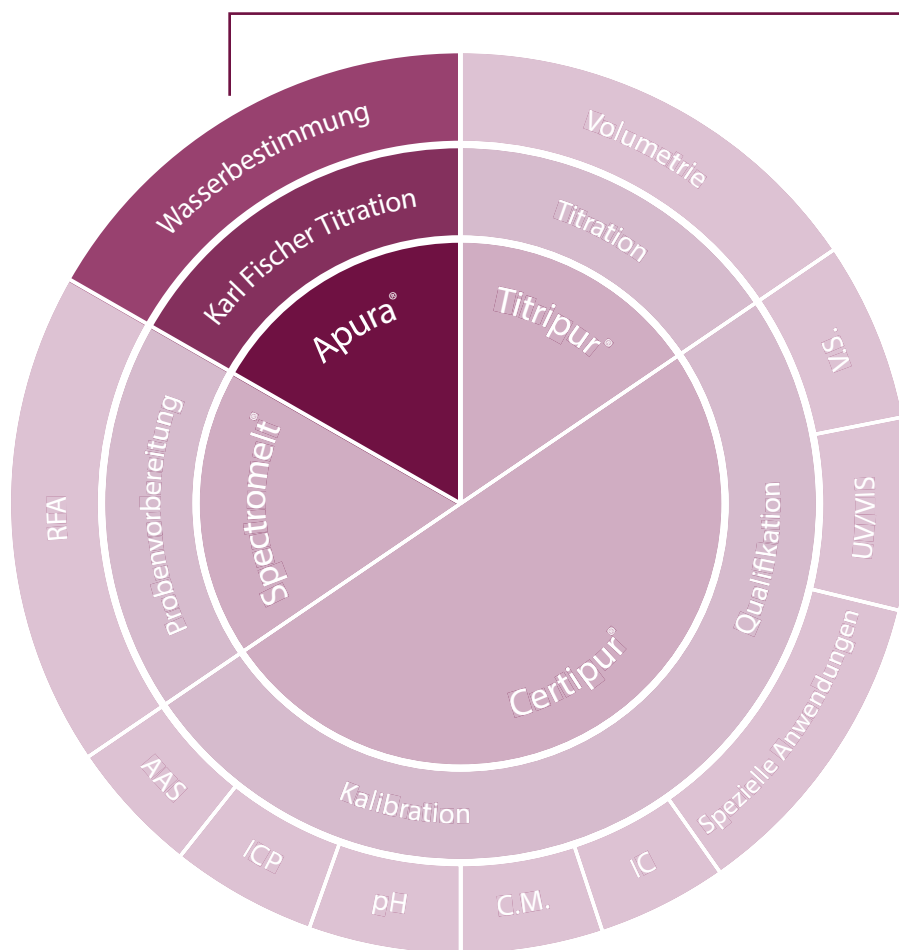 Wasserbestimmung
Karl Fischer Titration
Apura®
Volumetrie
Titration
Titripur®
V.S.
UV/VIS
Spezielle Anwendungen
Qualifikation
Certipur®
Kalibration
IC
C.M.
pH
ICP
AAS
RFA
Probenvorbereitung
Spectromelt®